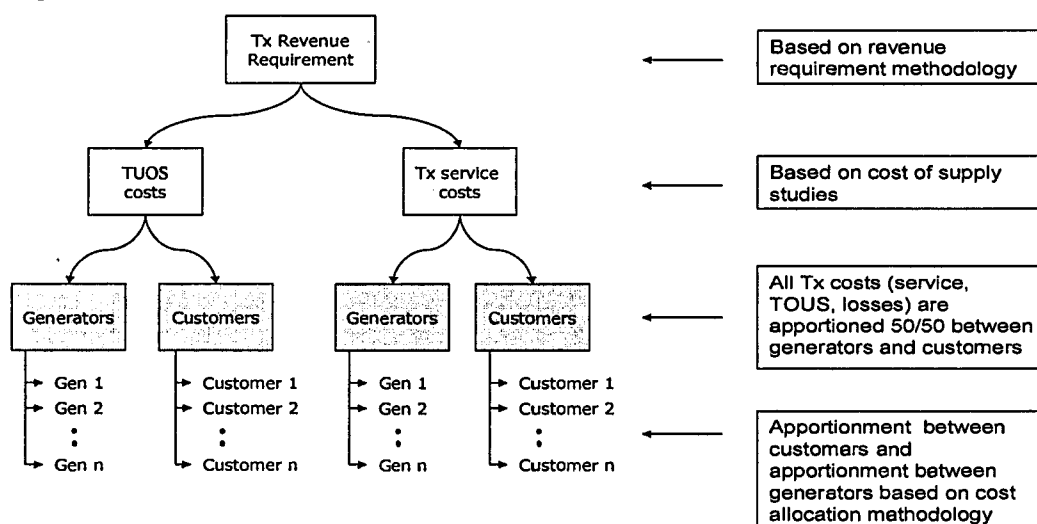 Tx Revenue
Requirement
Based on revenue
requirement methodology
TUOS
costs
Tx service
costs
Based on cost of supply
studies
Generators
Customers
Generators
Customers
All Tx costs (service,
TOUS, losses) are
apportioned 50/50 between
generators and customers
Gen 1
Gen 2
Gen n
Customer 1
Customer 2
Customer n
Gen 1
Gen 2
Gen n
Customer 1
Customer 2
Customer n
Apportionment between
customers and
apportionment between
generators based on cost
allocation methodology